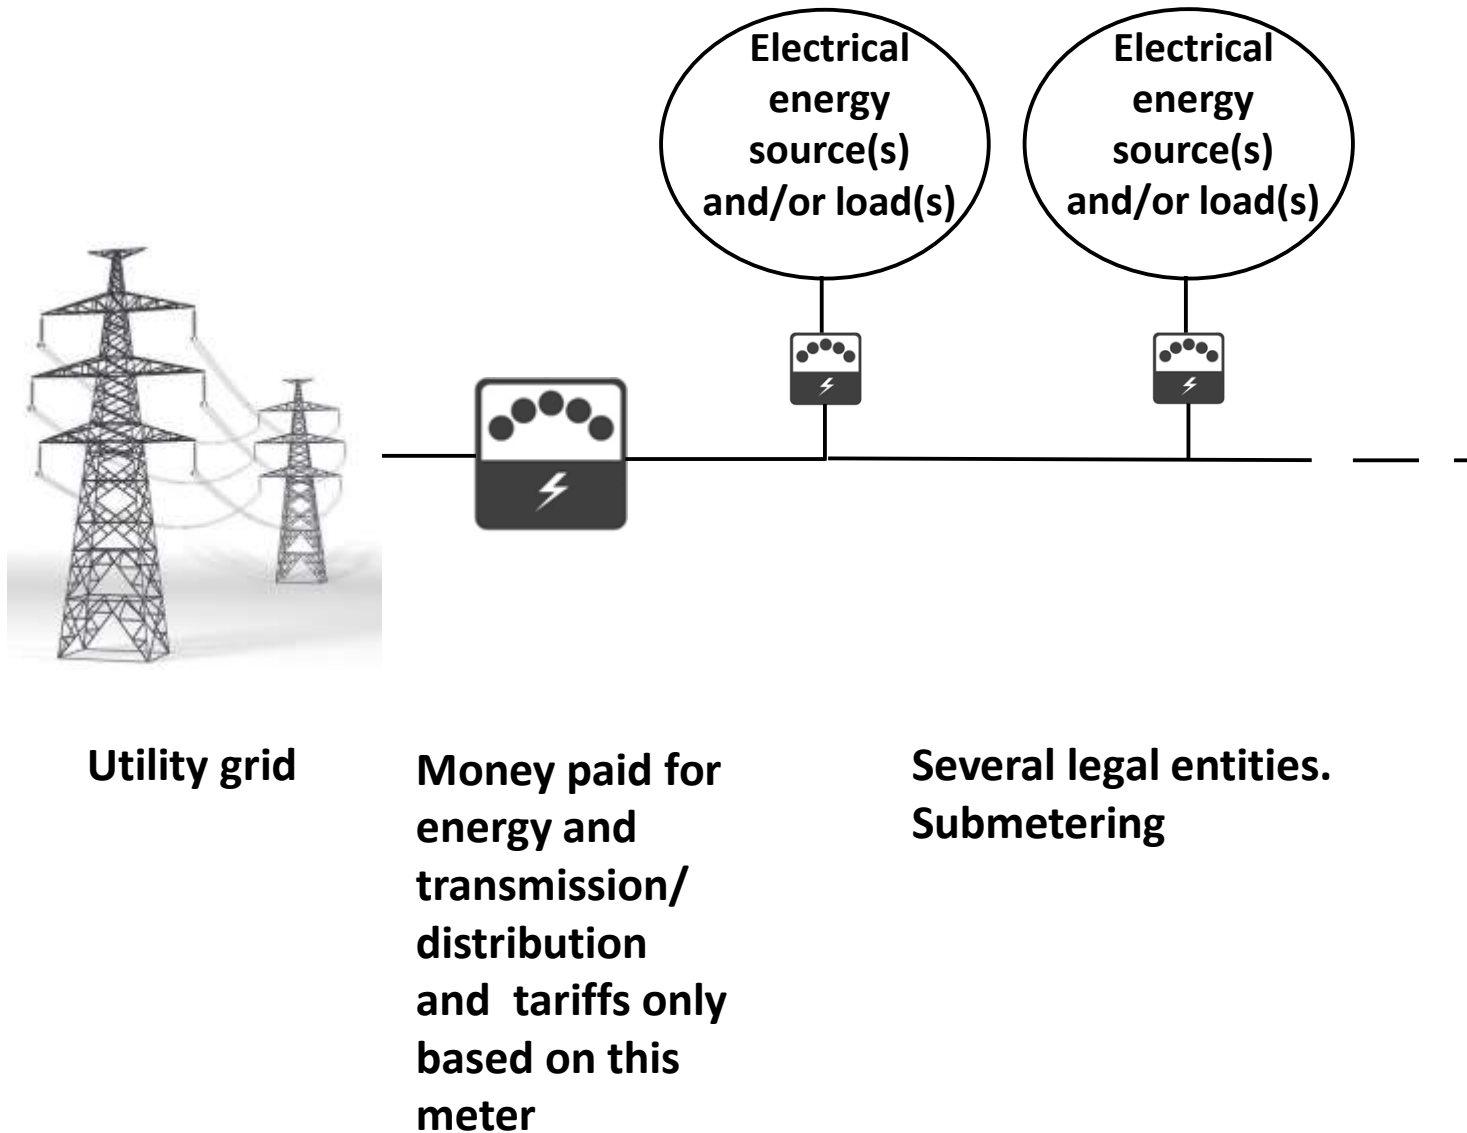 Electrical
energy
source(s)
and/or load(s)
Electrical
energy
source(s)
and/or load(s)
Utility grid
Money paid for
energy and
transmission/
distribution
and  tariffs only
based on this
meter
Several legal entities.
Submetering